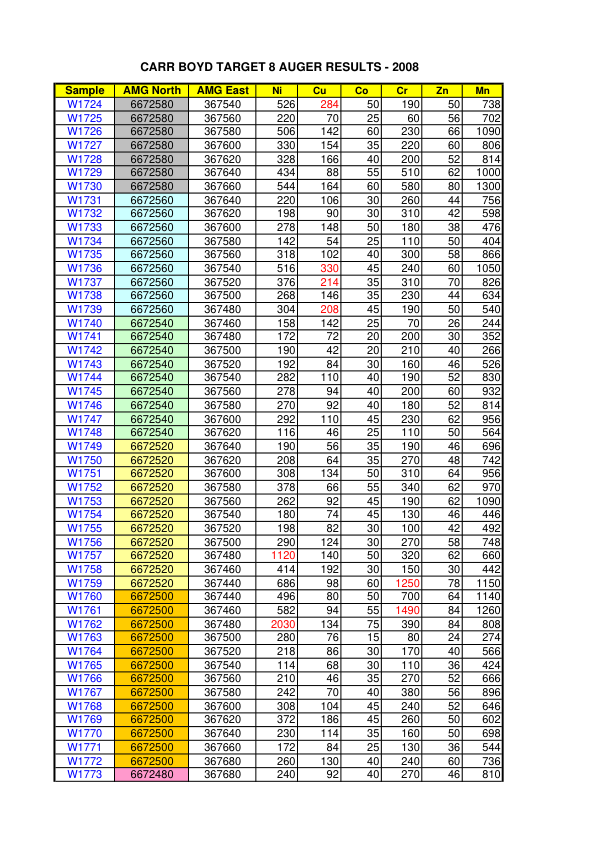 CARR BOYD TARGET 8 AUGER RESULTS - 2008
Sample AMG North AMG East Ni Cu Co Cr Zn Mn
W1724 6672580 367540 526 284 50 190 50 738
W1725 6672580 367560 220 70 25 60 56 702
W1726 6672580 367580 506 142 60 230 66 1090
W1727 6672580 367600 330 154 35 220 60 806
W1728 6672580 367620 328 166 40 200 52 814
W1729 6672580 367640 434 88 55 510 62 1000
W1730 6672580 367660 544 164 60 580 80 1300
W1731 6672560 367640 220 106 30 260 44 756
W1732 6672560 367620 198 90 30 310 42 598
W1733 6672560 367600 278 148 50 180 38 476
W1734 6672560 367580 142 54 25 110 50 404
W1735 6672560 367560 318 102 40 300 58 866
W1736 6672560 367540 516 330 45 240 60 1050
W1737 6672560 367520 376 214 35 310 70 826
W1738 6672560 367500 268 146 35 230 44 634
W1739 6672560 367480 304 208 45 190 50 540
W1740 6672540 367460 158 142 25 70 26 244
W1741 6672540 367480 172 72 20 200 30 352
W1742 6672540 367500 190 42 20 210 40 266
W1743 6672540 367520 192 84 30 160 46 526
W1744 6672540 367540 282 110 40 190 52 830
W1745 6672540 367560 278 94 40 200 60 932
W1746 6672540 367580 270 92 40 180 52 814
W1747 6672540 367600 292 110 45 230 62 956
W1748 6672540 367620 116 46 25 110 50 564
W1749 6672520 367640 190 56 35 190 46 696
W1750 6672520 367620 208 64 35 270 48 742
W1751 6672520 367600 308 134 50 310 64 956
W1752 6672520 367580 378 66 55 340 62 970
W1753 6672520 367560 262 92 45 190 62 1090
W1754 6672520 367540 180 74 45 130 46 446
W1755 6672520 367520 198 82 30 100 42 492
W1756 6672520 367500 290 124 30 270 58 748
W1757 6672520 367480 1120 140 50 320 62 660
W1758 6672520 367460 414 192 30 150 30 442
W1759 6672520 367440 686 98 60 1250 78 1150
W1760 6672500 367440 496 80 50 700 64 1140
W1761 6672500 367460 582 94 55 1490 84 1260
W1762 6672500 367480 2030 134 75 390 84 808
W1763 6672500 367500 280 76 15 80 24 274
W1764 6672500 367520 218 86 30 170 40 566
W1765 6672500 367540 114 68 30 110 36 424
W1766 6672500 367560 210 46 35 270 52 666
W1767 6672500 367580 242 70 40 380 56 896
W1768 6672500 367600 308 104 45 240 52 646
W1769 6672500 367620 372 186 45 260 50 602
W1770 6672500 367640 230 114 35 160 50 698
W1771 6672500 367660 172 84 25 130 36 544
W1772 6672500 367680 260 130 40 240 60 736
W1773 6672480 367680 240 92 40 270 46 810